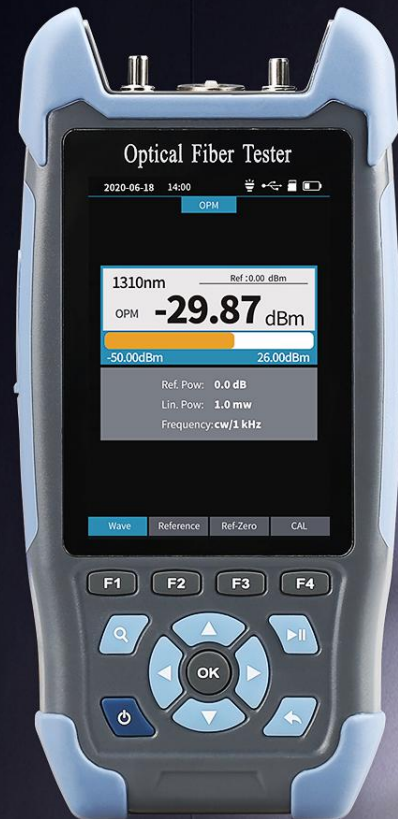 Optical Fiber Tester
2020-06-18 14:00
OPM
1310nm Ref :0.00 dBm
OPM -29.87 dBm
-50.00dBm 26.00dBm
Ref. Pow: 0.0 dB
Lin. Pow: 1.0 mw
Frequency: cw/1 kHz
Wave Reference Ref-Zero CAL
F1 F2 F3 F4
OK